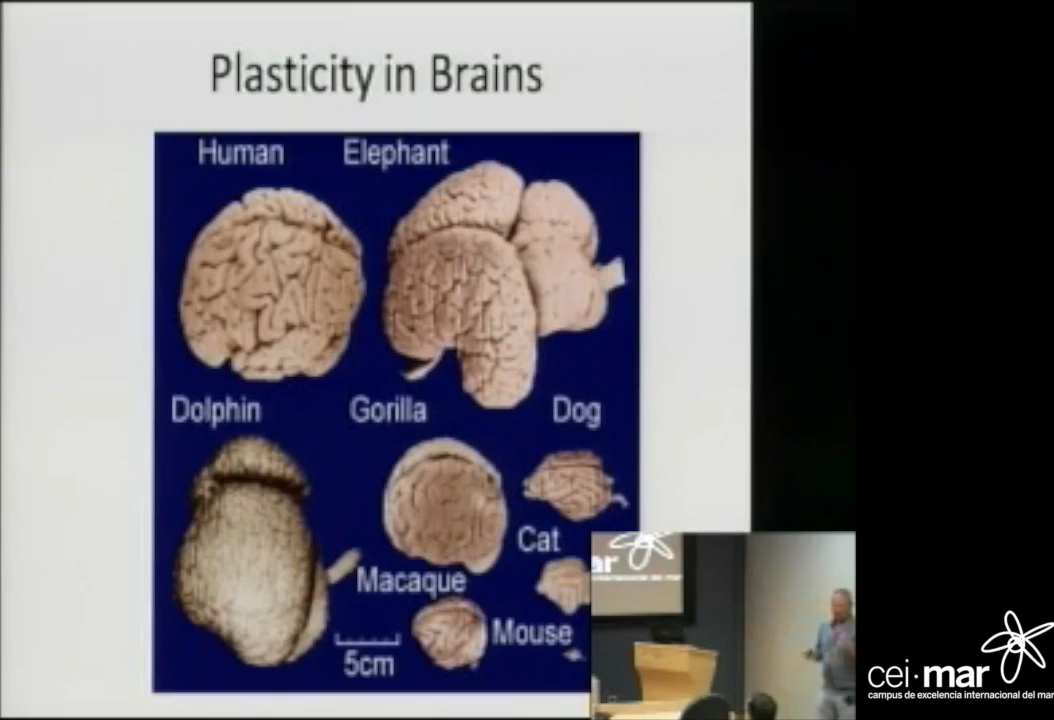 Plasticity in Brains
Human Elephant
Dolphin Gorilla Dog
Cat
Macaque
Mouse
5cm
ar
cei·mar
campus de excelencia internacional del mar